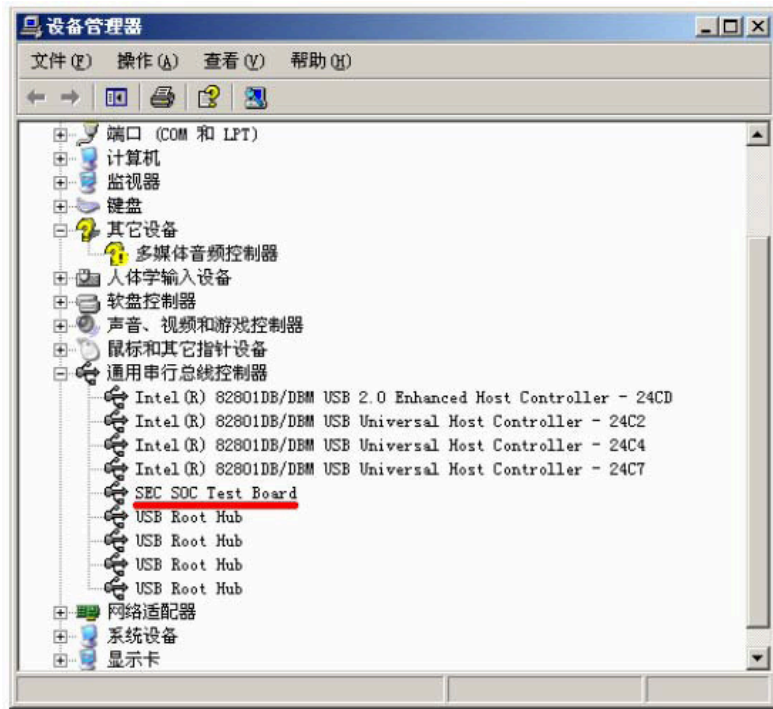 设备管理器
文件(F) 操作(A) 查看(V) 帮助(H)
端口 (COM 和 LPT)
计算机
监视器
键盘
其它设备
多媒体音频控制器
人体学输入设备
软盘控制器
声音、视频和游戏控制器
鼠标和其它指针设备
通用串行总线控制器
Intel(R) 82801DB/DBM USB 2.0 Enhanced Host Controller - 24CD
Intel(R) 82801DB/DBM USB Universal Host Controller - 24C2
Intel(R) 82801DB/DBM USB Universal Host Controller - 24C4
Intel(R) 82801DB/DBM USB Universal Host Controller - 24C7
SEC SOC Test Board
USB Root Hub
USB Root Hub
USB Root Hub
USB Root Hub
网络适配器
系统设备
显示卡